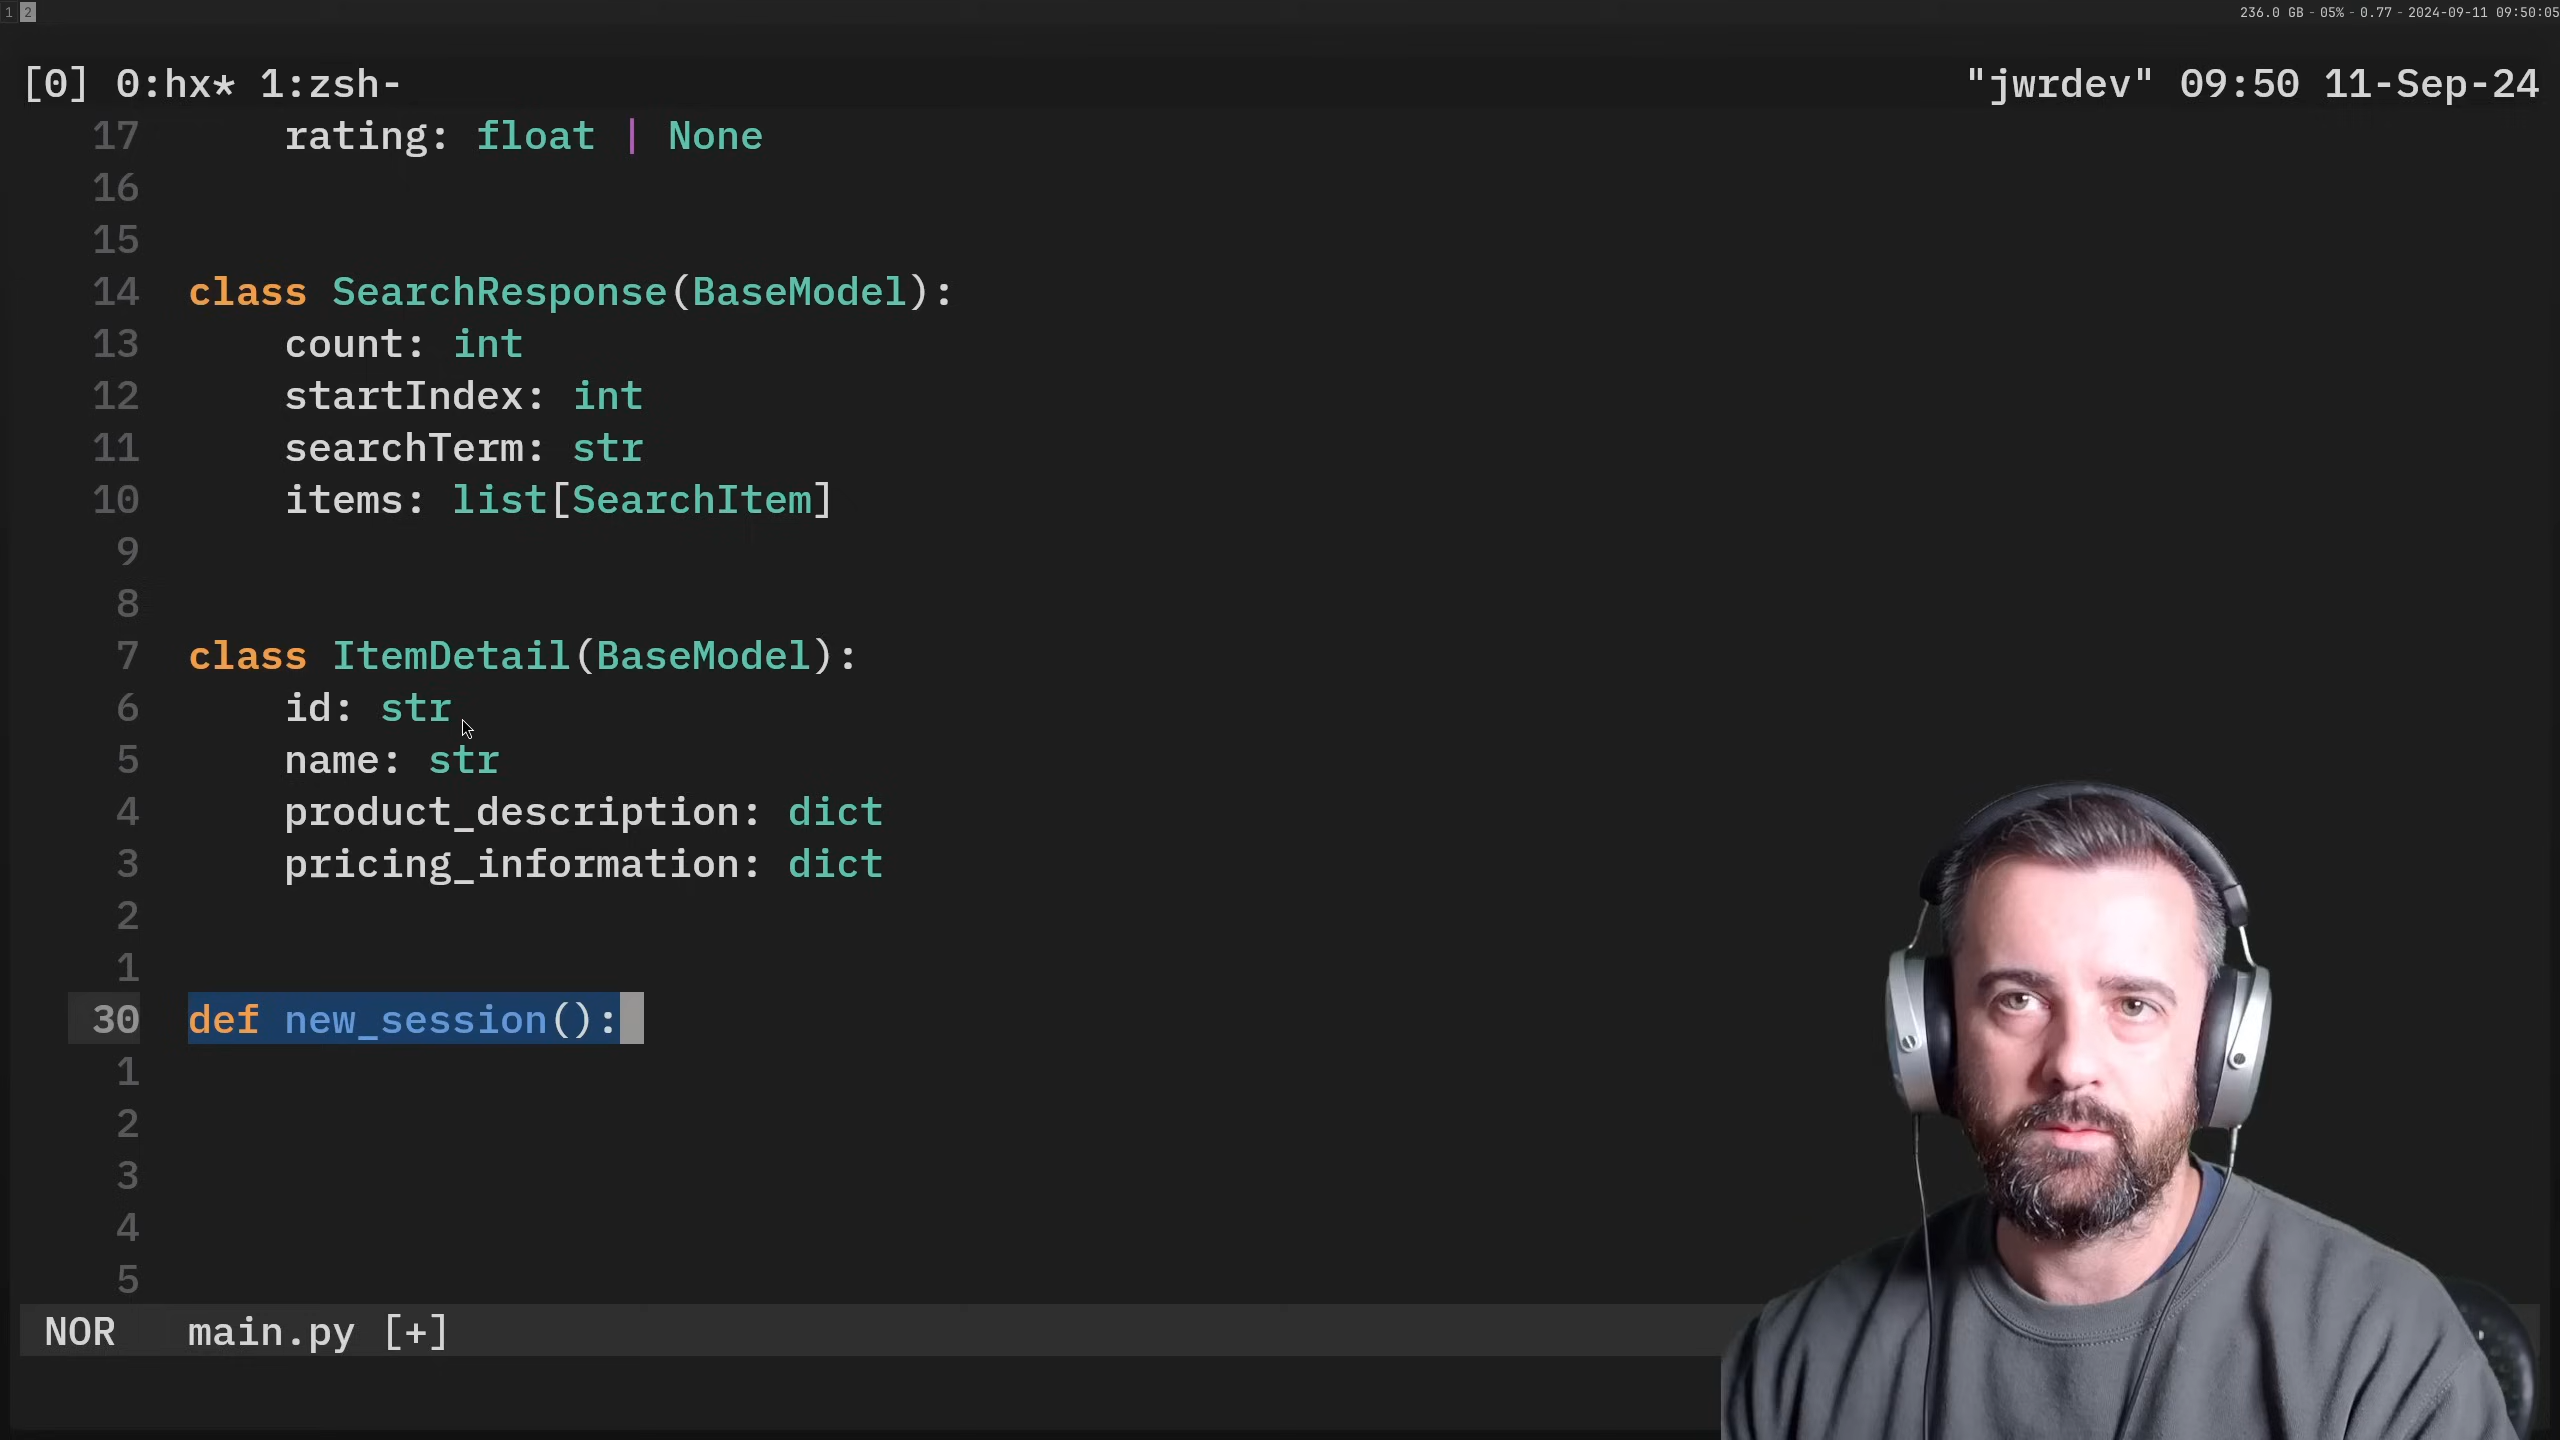 1 2
236.0 GB - 05% - 0.77 - 2024-09-11 09:50:05
[0] 0:hx* 1:zsh- "jwrdev" 09:50 11-Sep-24
17 rating: float | None
16
15
14 class SearchResponse(BaseModel):
13 count: int
12 startIndex: int
11 searchTerm: str
10 items: list[SearchItem]
9
8
7 class ItemDetail(BaseModel):
6 id: str
5 name: str
4 product_description: dict
3 pricing_information: dict
2
1
30 def new_session():
1
2
3
4
5
NOR main.py [+]